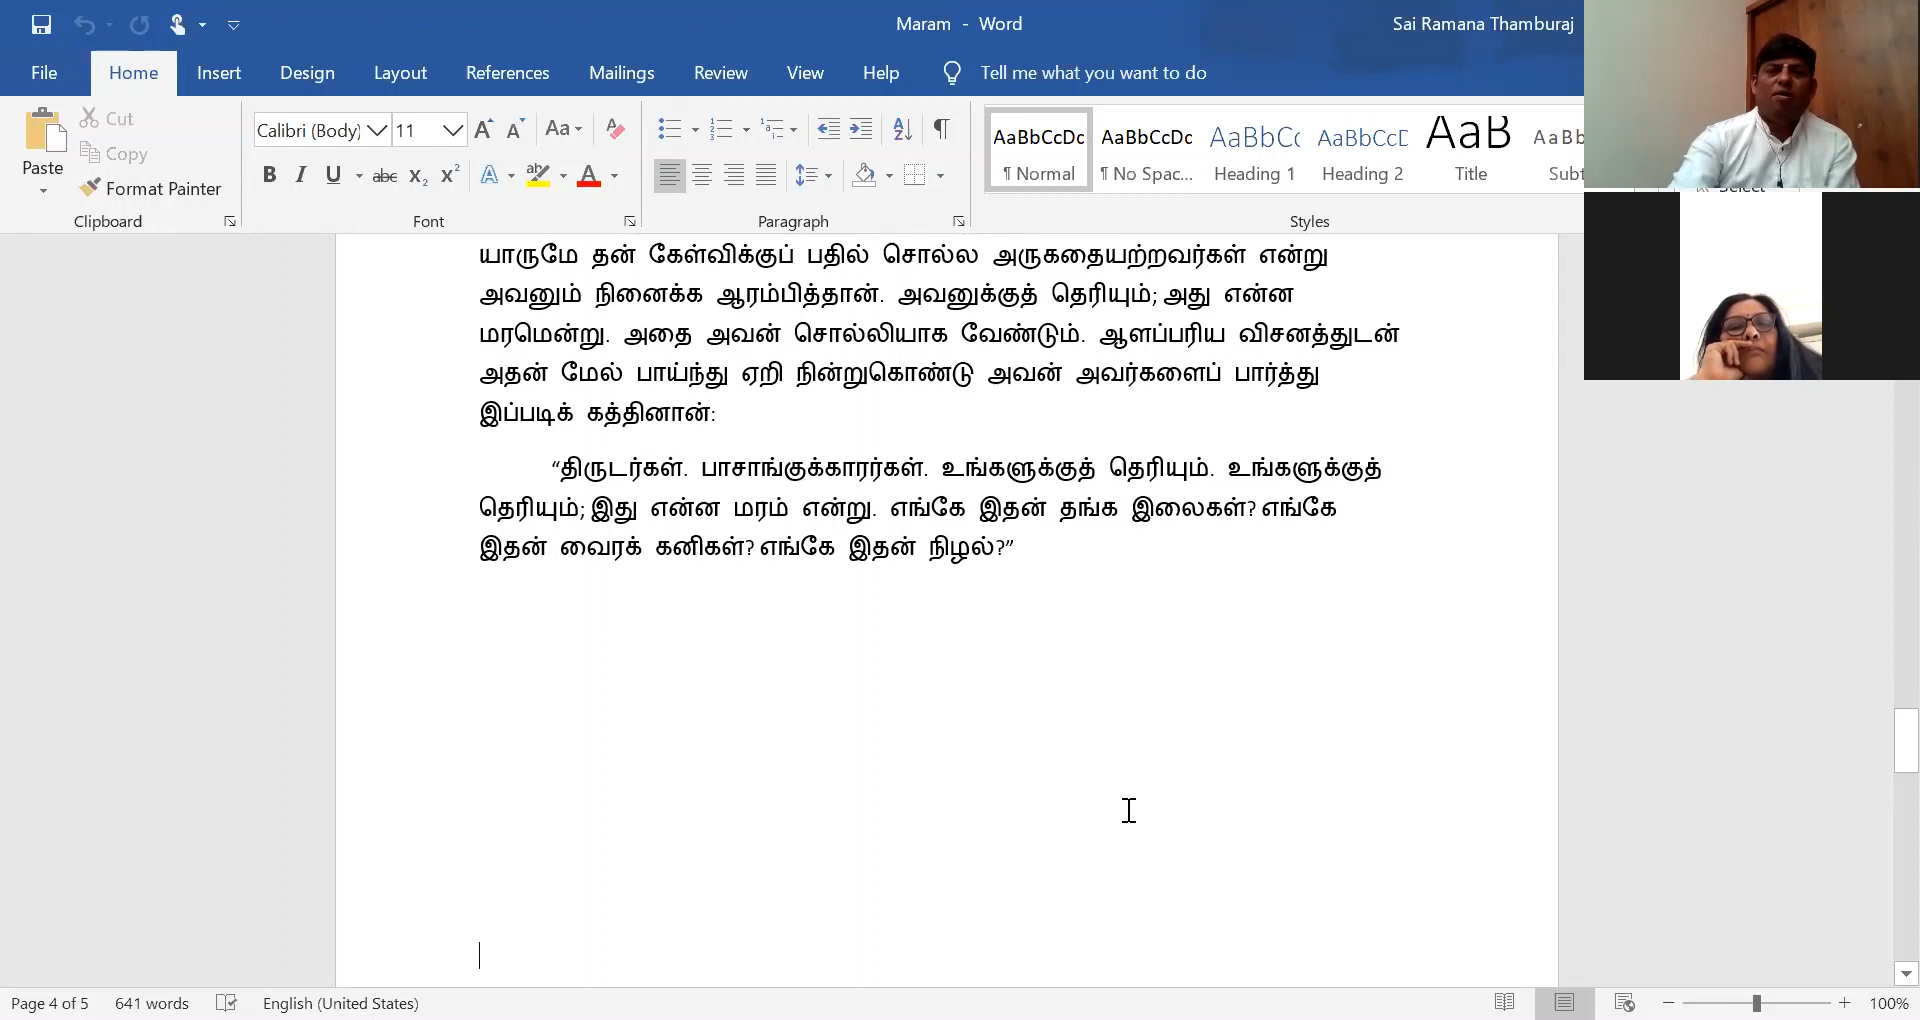 Maram - Word
Sai Ramana Thamburaj
File Home Insert Design Layout References Mailings Review View Help Tell me what you want to do
Paste
Cut
Copy
Format Painter
Clipboard
Calibri (Body) 11
Font
Paragraph
AaBbCcDc AaBbCcDc AaBbCc AaBbCcD AaB AaBb
¶ Normal ¶ No Spac... Heading 1 Heading 2 Title Subt
Styles
Select
யாருமே தன் கேள்விக்குப் பதில் சொல்ல அருகதையற்றவர்கள் என்று
அவனும் நினைக்க ஆரம்பித்தான். அவனுக்குத் தெரியும்; அது என்ன
மரமென்று. அதை அவன் சொல்லியாக வேண்டும். ஆளப்பரிய விசனத்துடன்
அதன் மேல் பாய்ந்து ஏறி நின்றுகொண்டு அவன் அவர்களைப் பார்த்து
இப்படிக் கத்தினான்:
“திருடர்கள். பாசாங்குக்காரர்கள். உங்களுக்குத் தெரியும். உங்களுக்குத்
தெரியும்; இது என்ன மரம் என்று. எங்கே இதன் தங்க இலைகள்? எங்கே
இதன் வைரக் கனிகள்? எங்கே இதன் நிழல்?”
Page 4 of 5 641 words English (United States) 100%